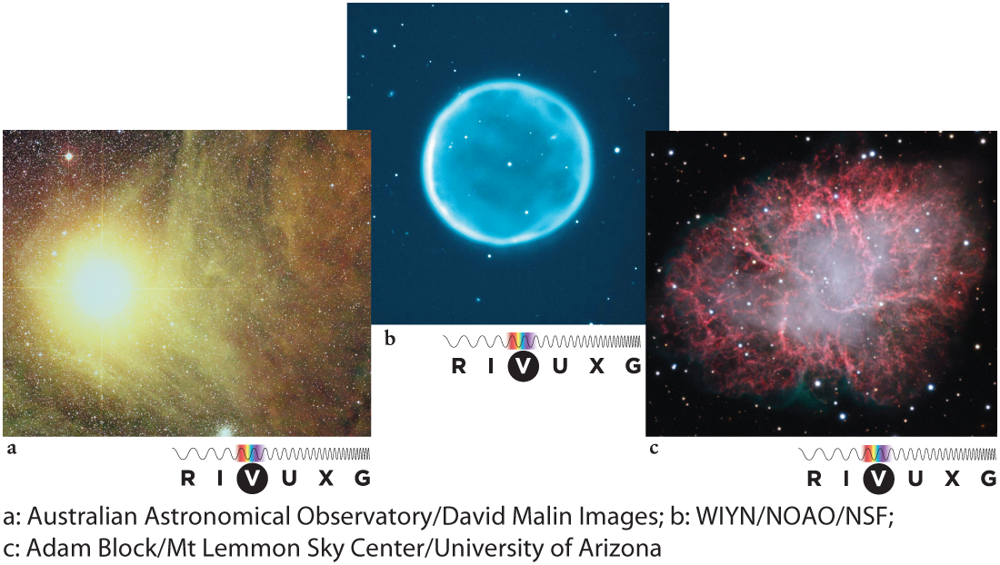 b
R I V U X G
a
R I V U X G
c
R I V U X G
a: Australian Astronomical Observatory/David Malin Images; b: WIYN/NOAO/NSF;
c: Adam Block/Mt Lemmon Sky Center/University of Arizona